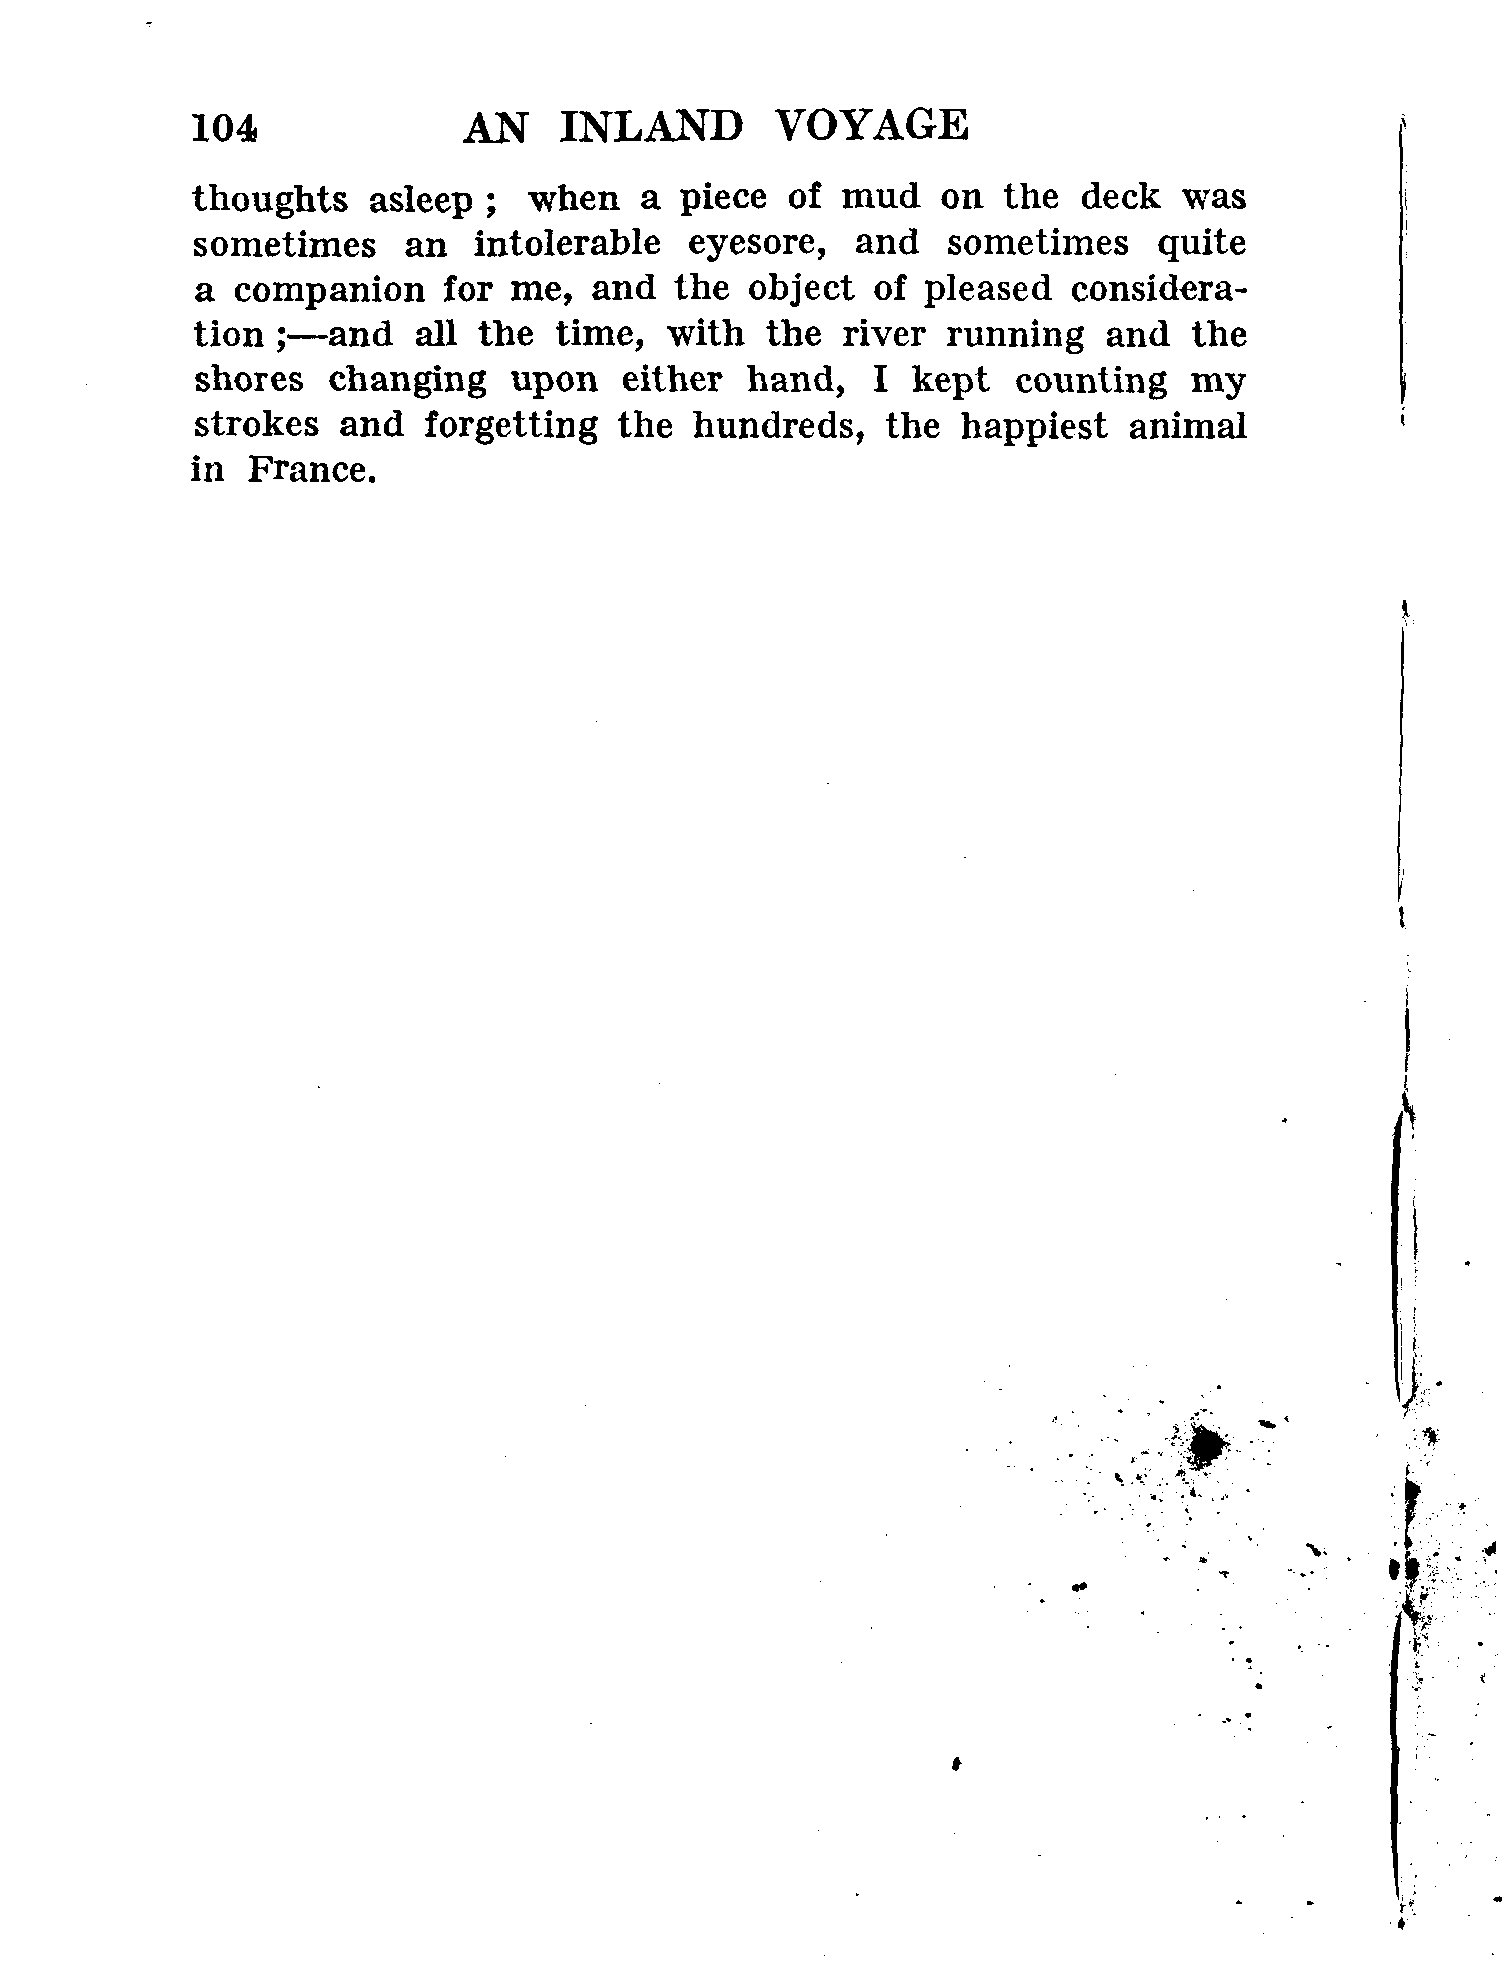 104 AN INLAND VOYAGE
thoughts asleep ; when a piece of mud on the deck was
sometimes an intolerable eyesore, and sometimes quite
a companion for me, and the object of pleased considera-
tion ;—and all the time, with the river running and the
shores changing upon either hand, I kept counting my
strokes and forgetting the hundreds, the happiest animal
in France.